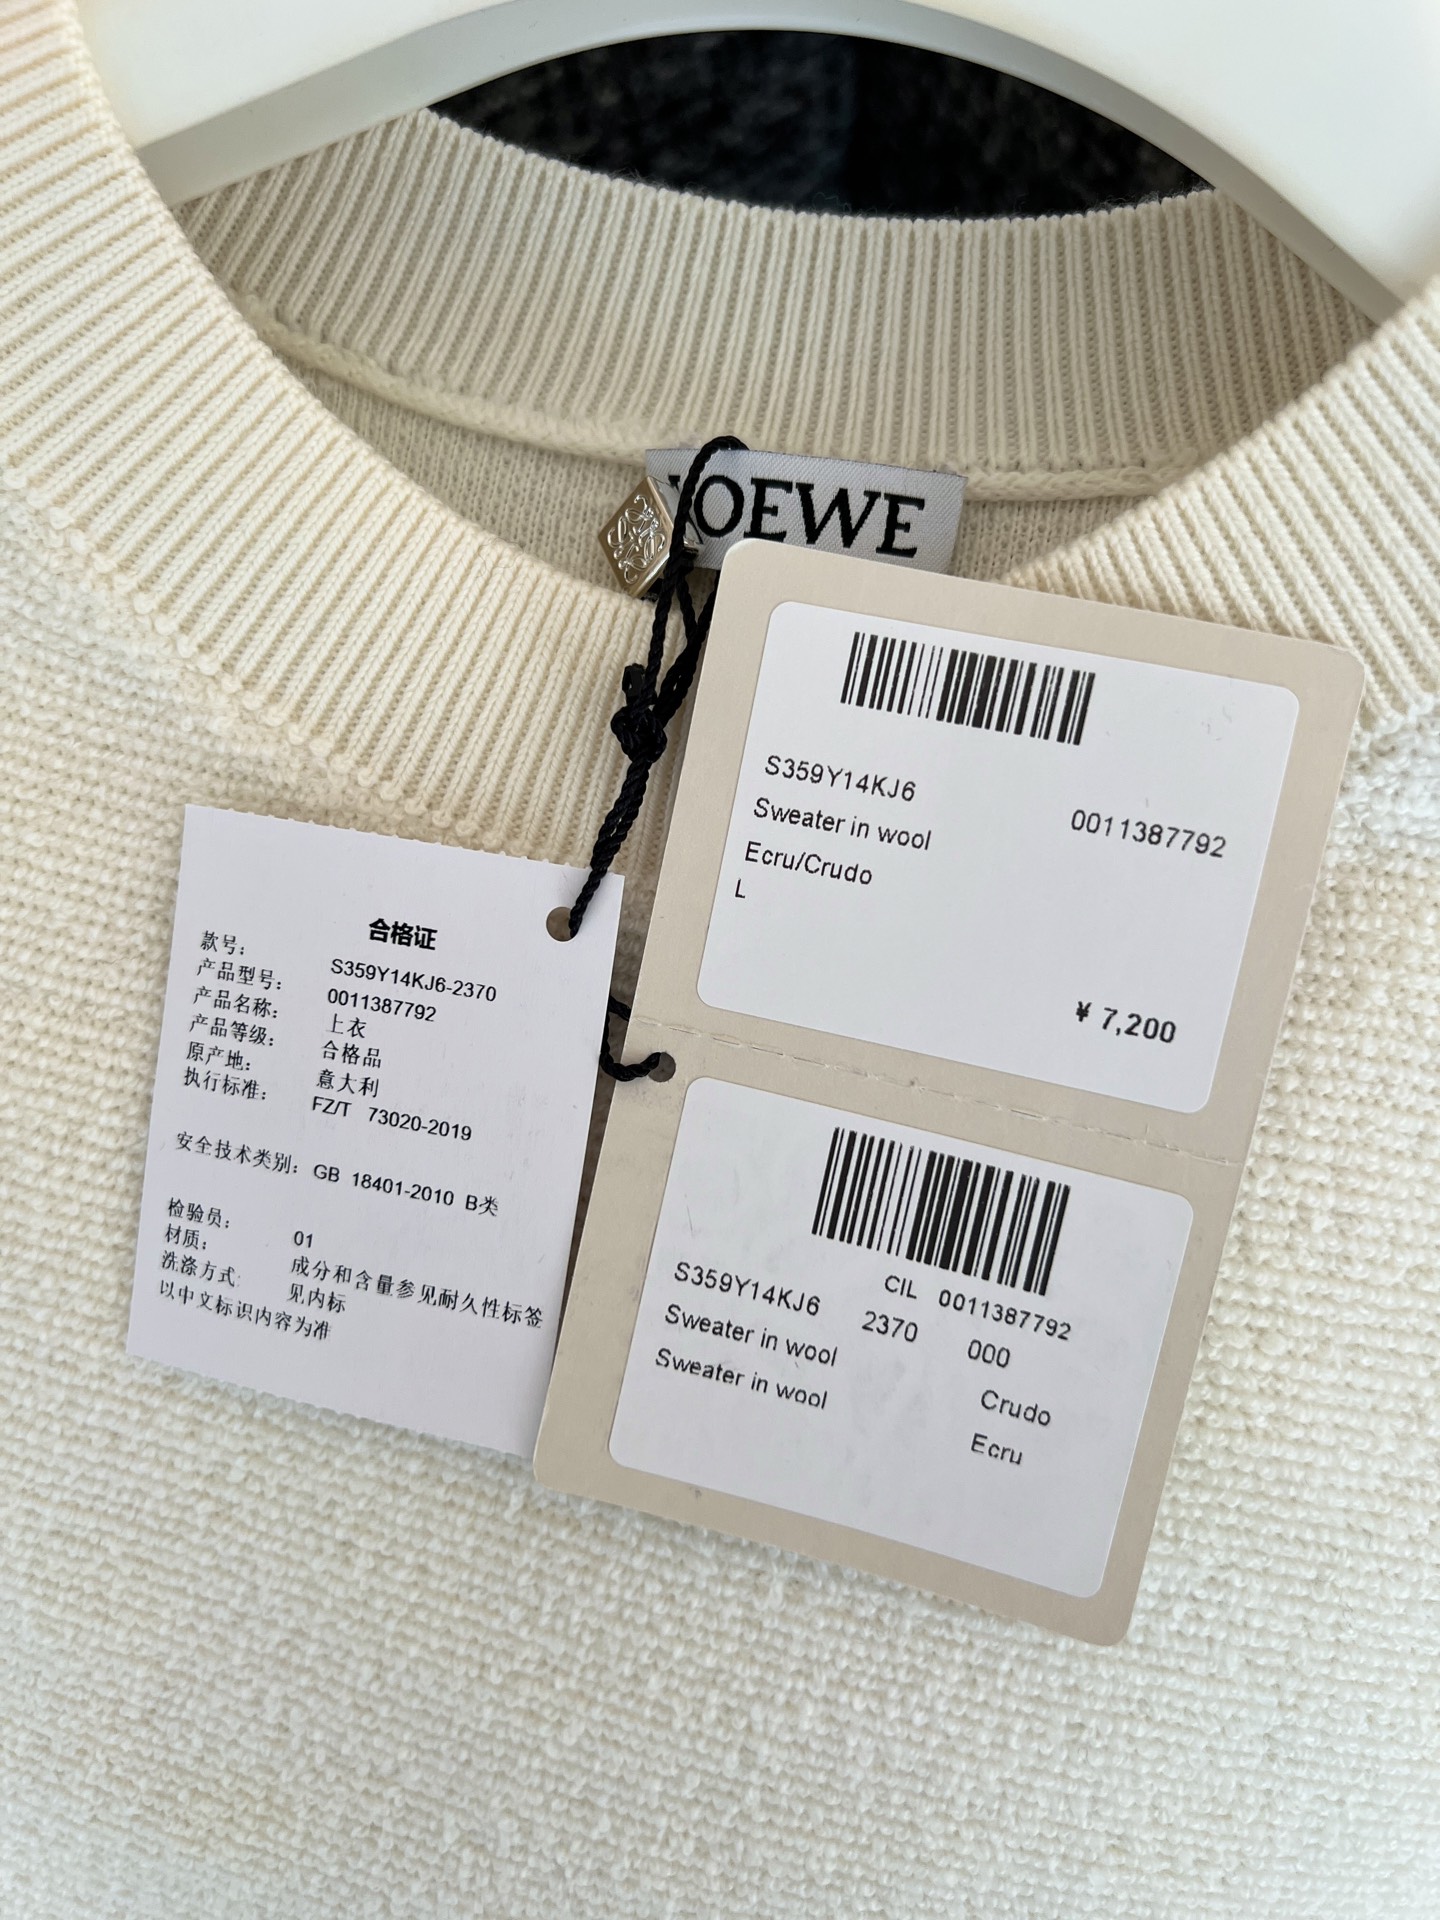 LOEWE
S359Y14KJ6
0011387792
Sweater in wool
Ecru/Crudo
L
¥ 7,200
合格证
款号: S359Y14KJ6-2370
产品型号: 0011387792
产品名称: 上衣
产品等级: 合格品
原产地: 意大利
执行标准: FZ/T 73020-2019
安全技术类别: GB 18401-2010 B类
检验员: 01
材质: 成分和含量参见耐久性标签
洗涤方式: 见内标
以中文标识内容为准
CIL 0011387792
S359Y14KJ6 2370 000
Sweater in wool Crudo
Sweater in wool Ecru